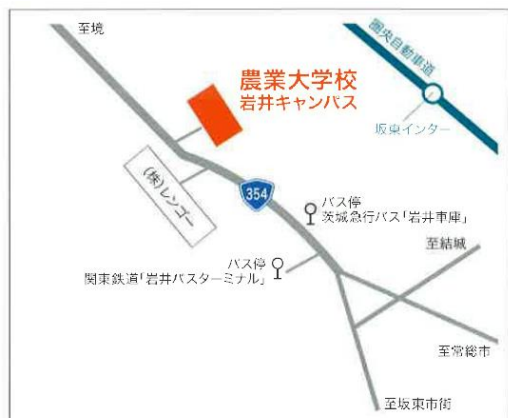 至境
圏央自動車道
農業大学校
岩井キャンパス
坂東インター
(株)レンゴー
354
バス停
茨城急行バス「岩井車庫」
至結城
バス停
関東鉄道「岩井バスターミナル」
至常総市
至坂東市街